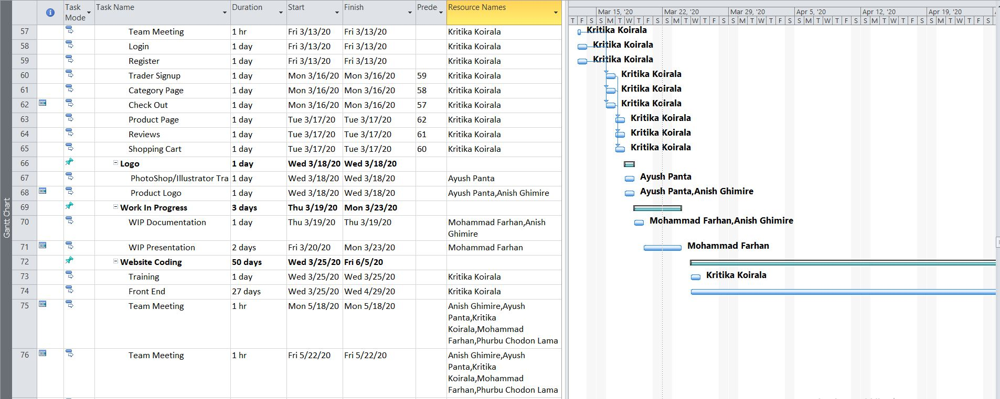 Task Mode	Task Name	Duration	Start	Finish	Prede	Resource Names
Mar 15, '20	Mar 22, '20	Mar 29, '20	Apr 5, '20	Apr 12, '20	Apr 19, '20
T F S S M T W T F S S M T W T F S S M T W T F S S M T W T F S S M T W T F S S M T W T F S
57	Team Meeting	1 hr	Fri 3/13/20	Fri 3/13/20	Kritika Koirala	Kritika Koirala
58	Login	1 day	Fri 3/13/20	Fri 3/13/20	Kritika Koirala	Kritika Koirala
59	Register	1 day	Fri 3/13/20	Fri 3/13/20	Kritika Koirala	Kritika Koirala
60	Trader Signup	1 day	Mon 3/16/20	Mon 3/16/20	59	Kritika Koirala	Kritika Koirala
61	Category Page	1 day	Mon 3/16/20	Mon 3/16/20	58	Kritika Koirala	Kritika Koirala
62	Check Out	1 day	Mon 3/16/20	Mon 3/16/20	57	Kritika Koirala	Kritika Koirala
63	Product Page	1 day	Tue 3/17/20	Tue 3/17/20	62	Kritika Koirala	Kritika Koirala
64	Reviews	1 day	Tue 3/17/20	Tue 3/17/20	61	Kritika Koirala	Kritika Koirala
65	Shopping Cart	1 day	Tue 3/17/20	Tue 3/17/20	60	Kritika Koirala	Kritika Koirala
66	Logo	1 day	Wed 3/18/20	Wed 3/18/20
67	PhotoShop/Illustrator Tra	1 day	Wed 3/18/20	Wed 3/18/20	Ayush Panta	Ayush Panta
68	Product Logo	1 day	Wed 3/18/20	Wed 3/18/20	Ayush Panta,Anish Ghimire	Ayush Panta,Anish Ghimire
69	Work In Progress	3 days	Thu 3/19/20	Mon 3/23/20
70	WIP Documentation	1 day	Thu 3/19/20	Thu 3/19/20	Mohammad Farhan,Anish	Mohammad Farhan,Anish Ghimire
Ghimire
71	WIP Presentation	2 days	Fri 3/20/20	Mon 3/23/20	Mohammad Farhan	Mohammad Farhan
72	Website Coding	50 days	Wed 3/25/20	Fri 6/5/20
73	Training	1 day	Wed 3/25/20	Wed 3/25/20	Kritika Koirala	Kritika Koirala
74	Front End	27 days	Wed 3/25/20	Wed 4/29/20	Kritika Koirala
75	Team Meeting	1 hr	Mon 5/18/20	Mon 5/18/20	Anish Ghimire,Ayush
Panta,Kritika
Koirala,Mohammad
Farhan,Phurbu Chodon Lama
76	Team Meeting	1 hr	Fri 5/22/20	Fri 5/22/20	Anish Ghimire,Ayush
Panta,Kritika
Koirala,Mohammad
Farhan,Phurbu Chodon Lama
Gantt Chart